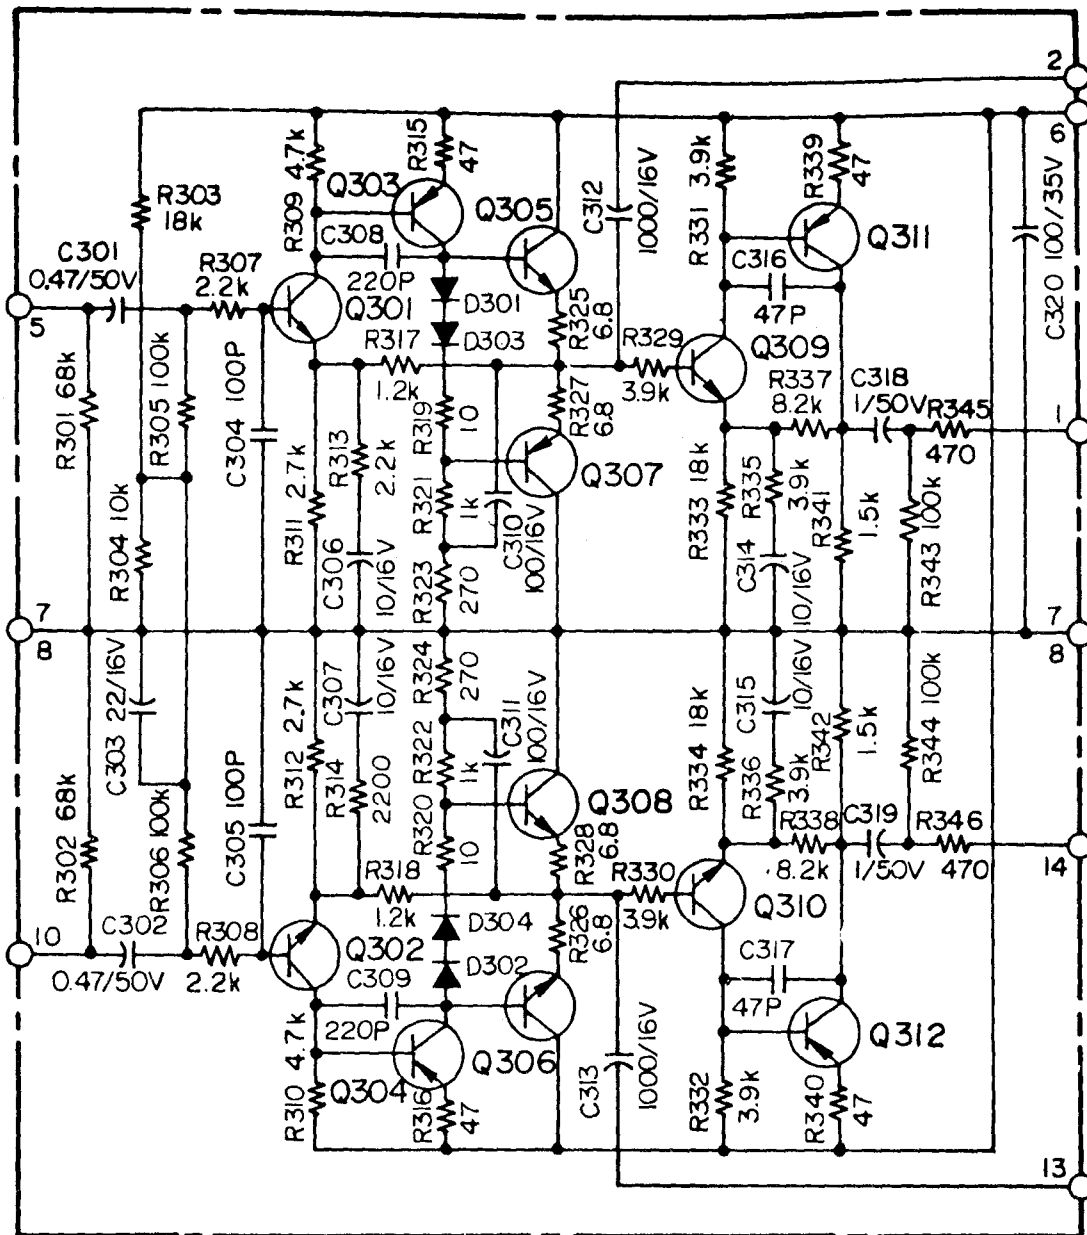 2
6
R303
18k
4.7k
R309
R315
47
Q303
Q305
C308
220P
C312
1000/16V
3.9k
R331
R339
47
Q311
C316
47P
C320 100/35V
C301
0.47/50V
R307
2.2k
Q301
D301
D303
R325
6.8
5
R317
1.2k
R329
3.9k
Q309
R337
8.2k
C318
1/50V
R345
470
1
R301 68k
R305 100k
C304 100P
R319
10
R327
6.8
Q307
R304 10k
R311 2.7k
R313
2.2k
R321
1k
C310
100/16V
R333 18k
R335
3.9k
R341
1.5k
R343 100k
C306
10/16V
R323
270
C314
10/16V
7
8
7
8
C303 22/16V
R312 2.7k
C307
10/16V
R324
270
C311
100/16V
R334 18k
C315
10/16V
R342
1.5k
R344 100k
R302 68k
R306 100k
C305 100P
R314
2200
R322
1k
R320
10
Q308
R328
6.8
R336
3.9k
R338
8.2k
C319
1/50V
R346
470
14
10
C302
0.47/50V
R308
2.2k
Q302
R318
1.2k
D304
D302
R326
6.8
R330
3.9k
Q310
C309
220P
C317
47P
R310
4.7k
Q304
R316
47
Q306
C313
1000/16V
R332
3.9k
R340
47
Q312
13